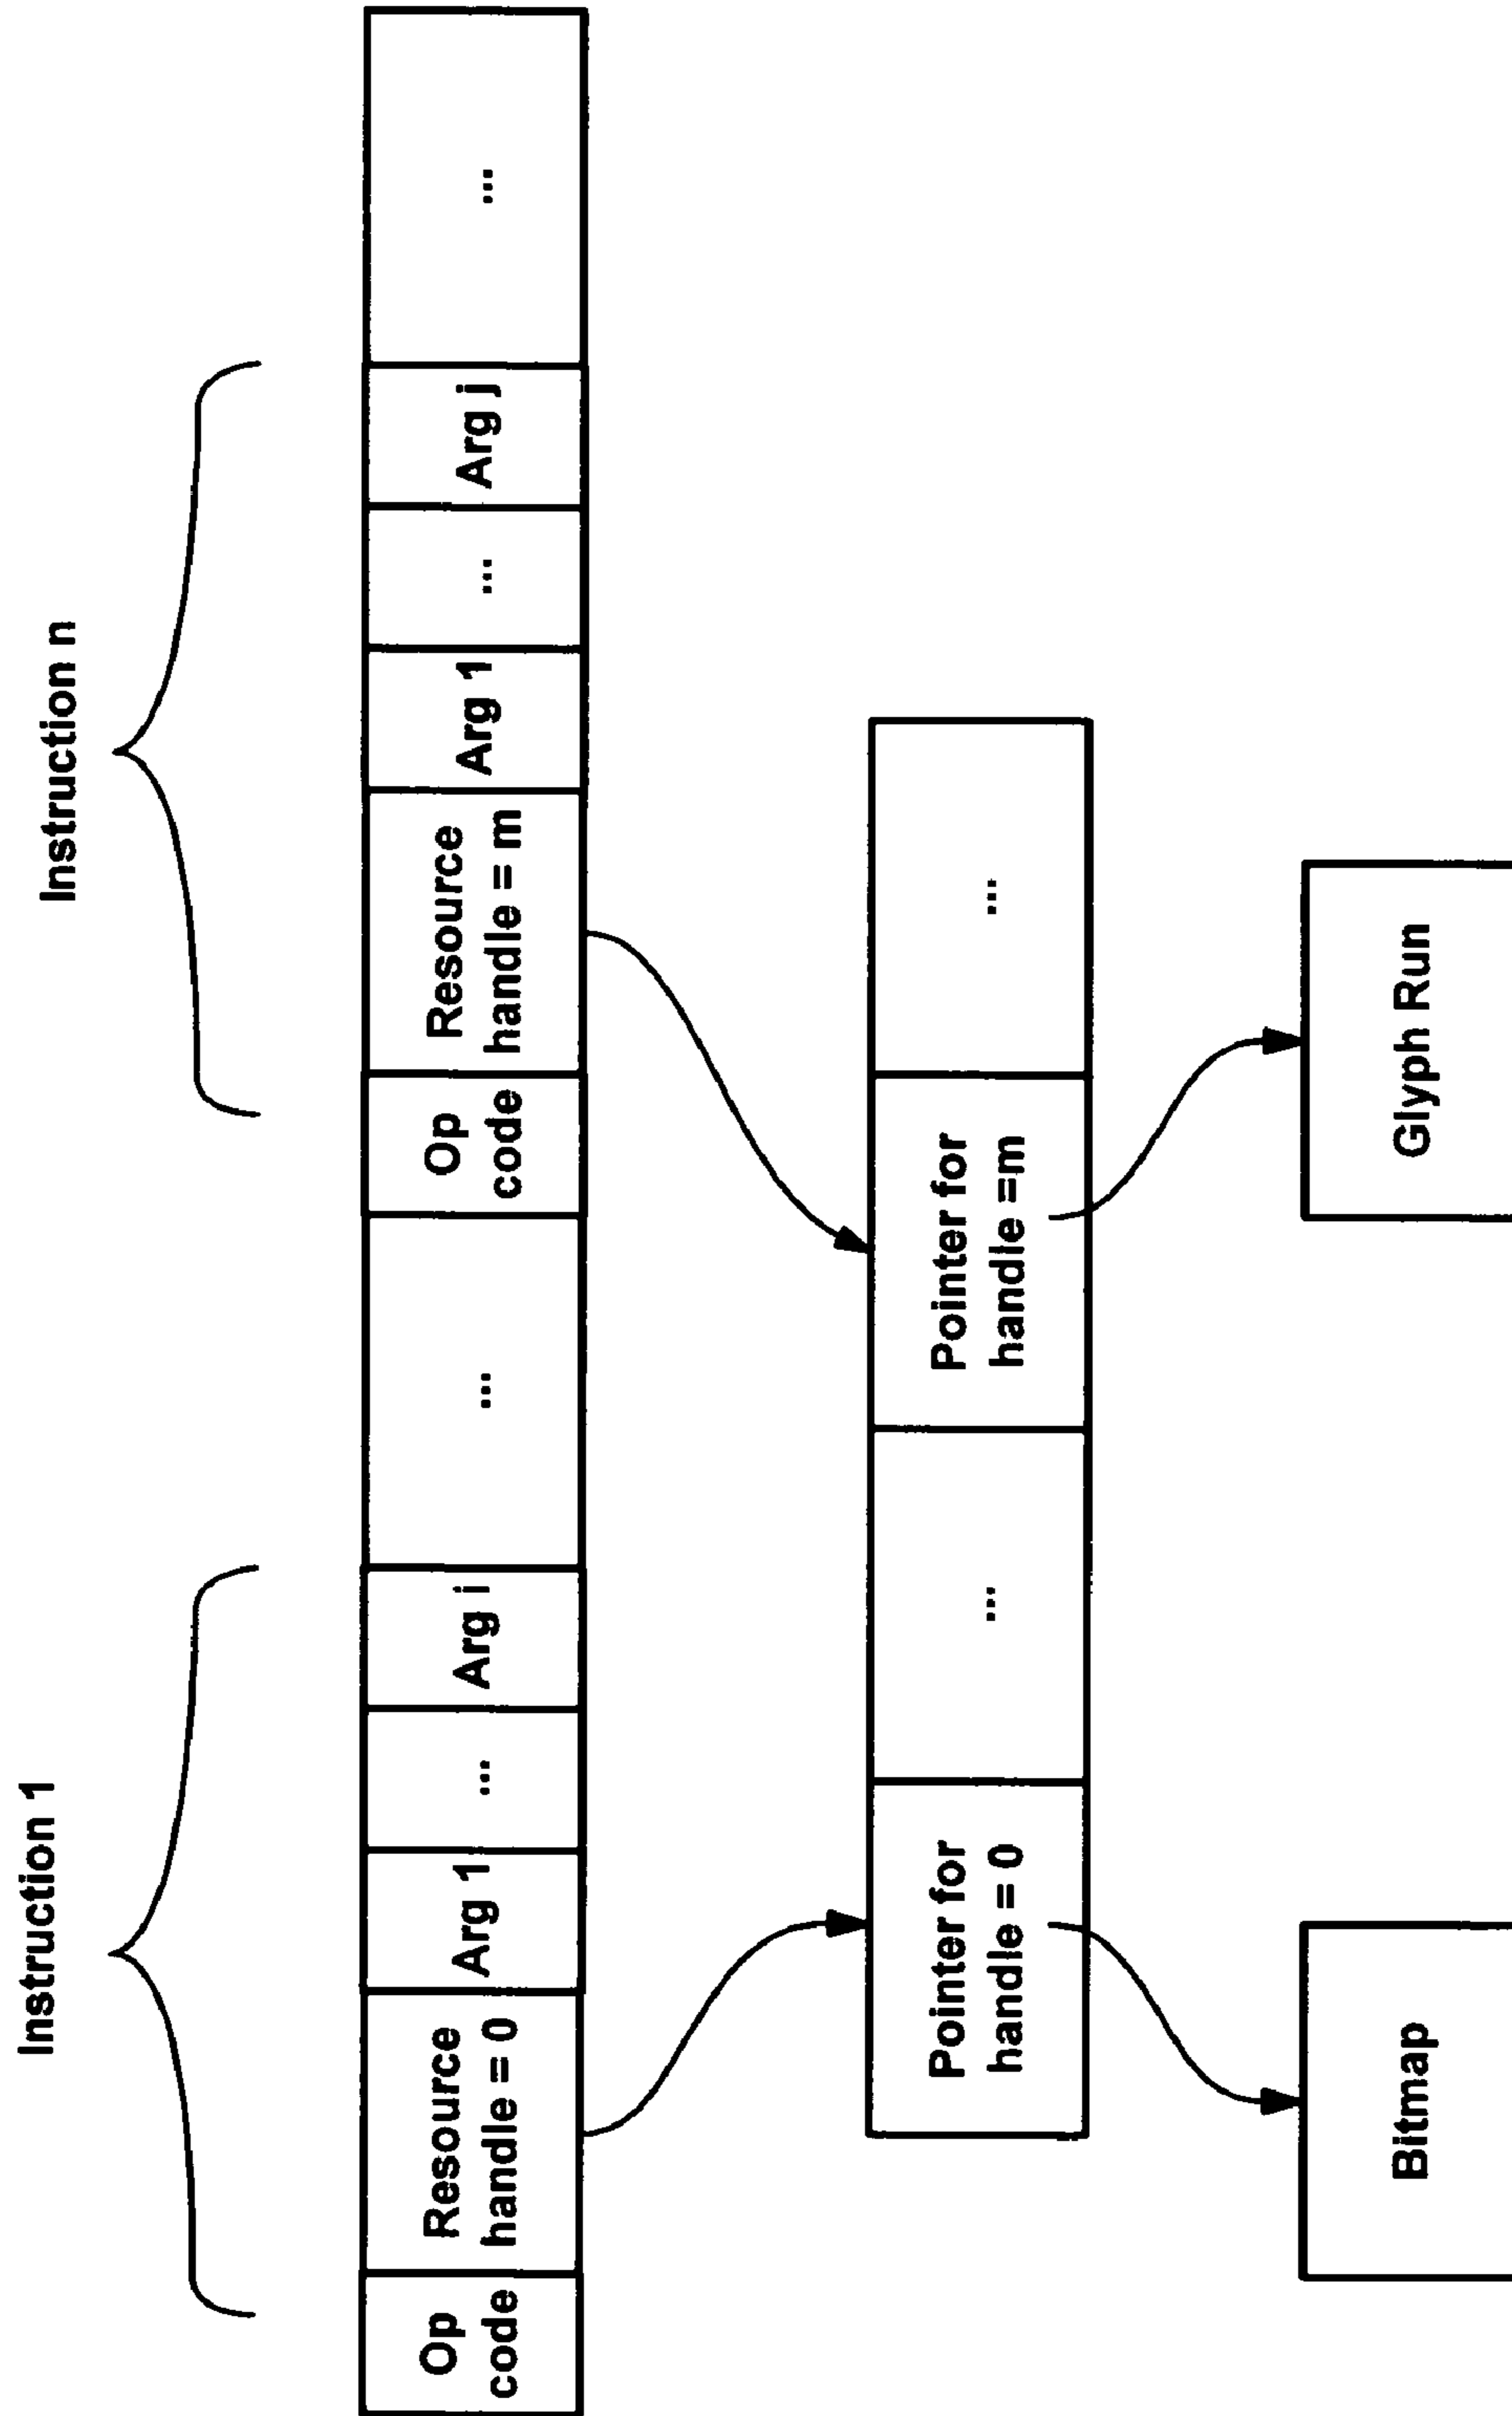 Instruction 1
Instruction n
Op
code
Resource
handle = 0
Arg 1
...
Arg i
...
Op
code
Resource
handle = m
Arg 1
...
Arg j
...
Pointer for
handle = 0
...
Pointer for
handle =m
...
Bitmap
Glyph Run